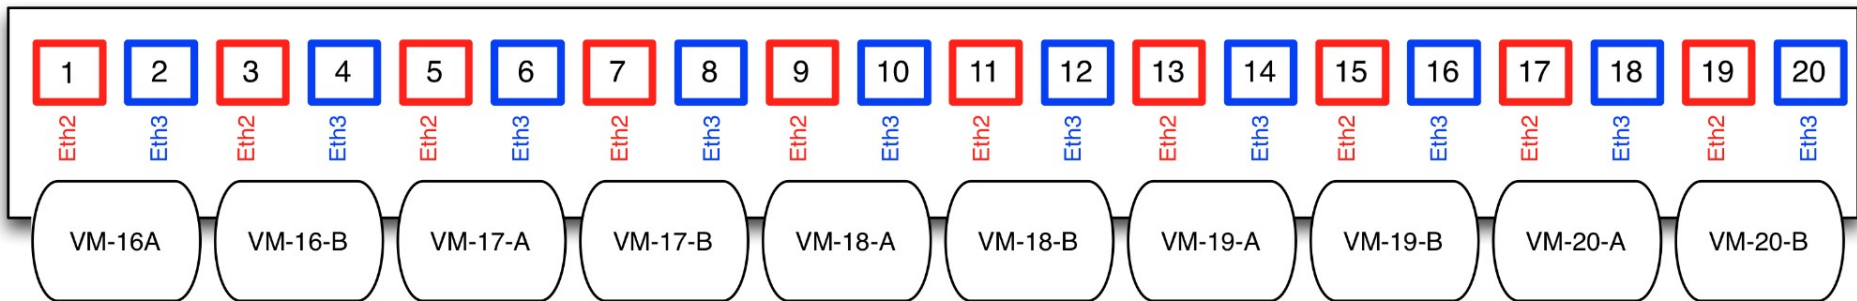 1 2 3 4 5 6 7 8 9 10 11 12 13 14 15 16 17 18 19 20
Eth2 Eth3 Eth2 Eth3 Eth2 Eth3 Eth2 Eth3 Eth2 Eth3 Eth2 Eth3 Eth2 Eth3 Eth2 Eth3 Eth2 Eth3 Eth2 Eth3
VM-16A VM-16-B VM-17-A VM-17-B VM-18-A VM-18-B VM-19-A VM-19-B VM-20-A VM-20-B